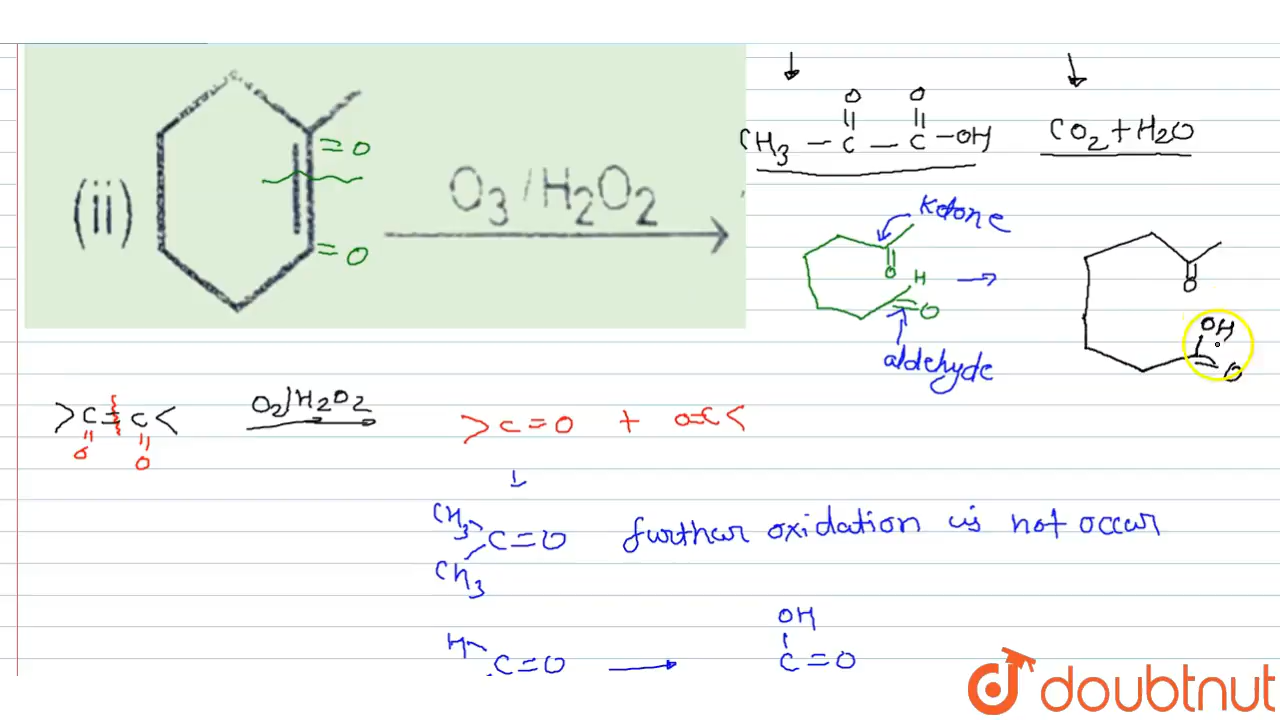 O O
|| ||
CH3 - C - C - OH CO2 + H2O
(ii) = O = O O3/H2O2
ketone
O H O
aldehyde
O OH O
>C=C< O O O2/H2O2 >C=O + O=C<
CH3 CH3 C=O further oxidation is not occur
H C=O OH C=O
doubtnut